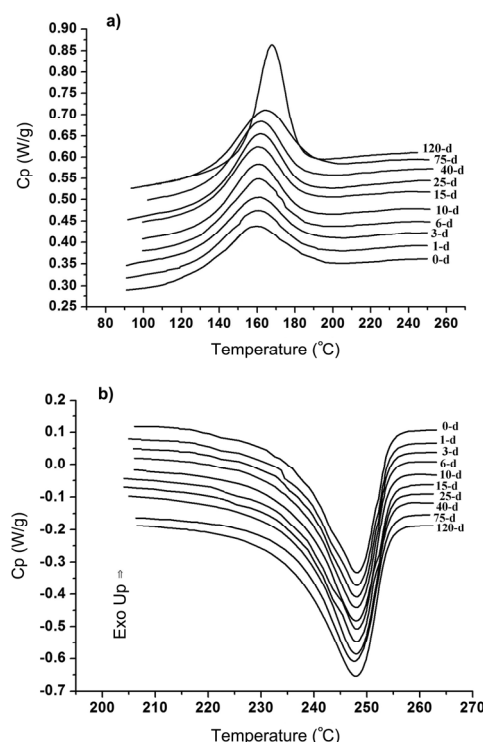 a)
0.90
0.85
0.80
0.75
0.70
0.65
0.60
0.55
0.50
0.45
0.40
0.35
0.30
0.25
Cp (W/g)
120-d
75-d
40-d
25-d
15-d
10-d
6-d
3-d
1-d
0-d
80 100 120 140 160 180 200 220 240 260
Temperature (°C)
b)
0.2
0.1
0.0
-0.1
-0.2
-0.3
-0.4
-0.5
-0.6
-0.7
Cp (W/g)
Exo Up ⇒
0-d
1-d
3-d
6-d
10-d
15-d
25-d
40-d
75-d
120-d
200 210 220 230 240 250 260 270
Temperature (°C)